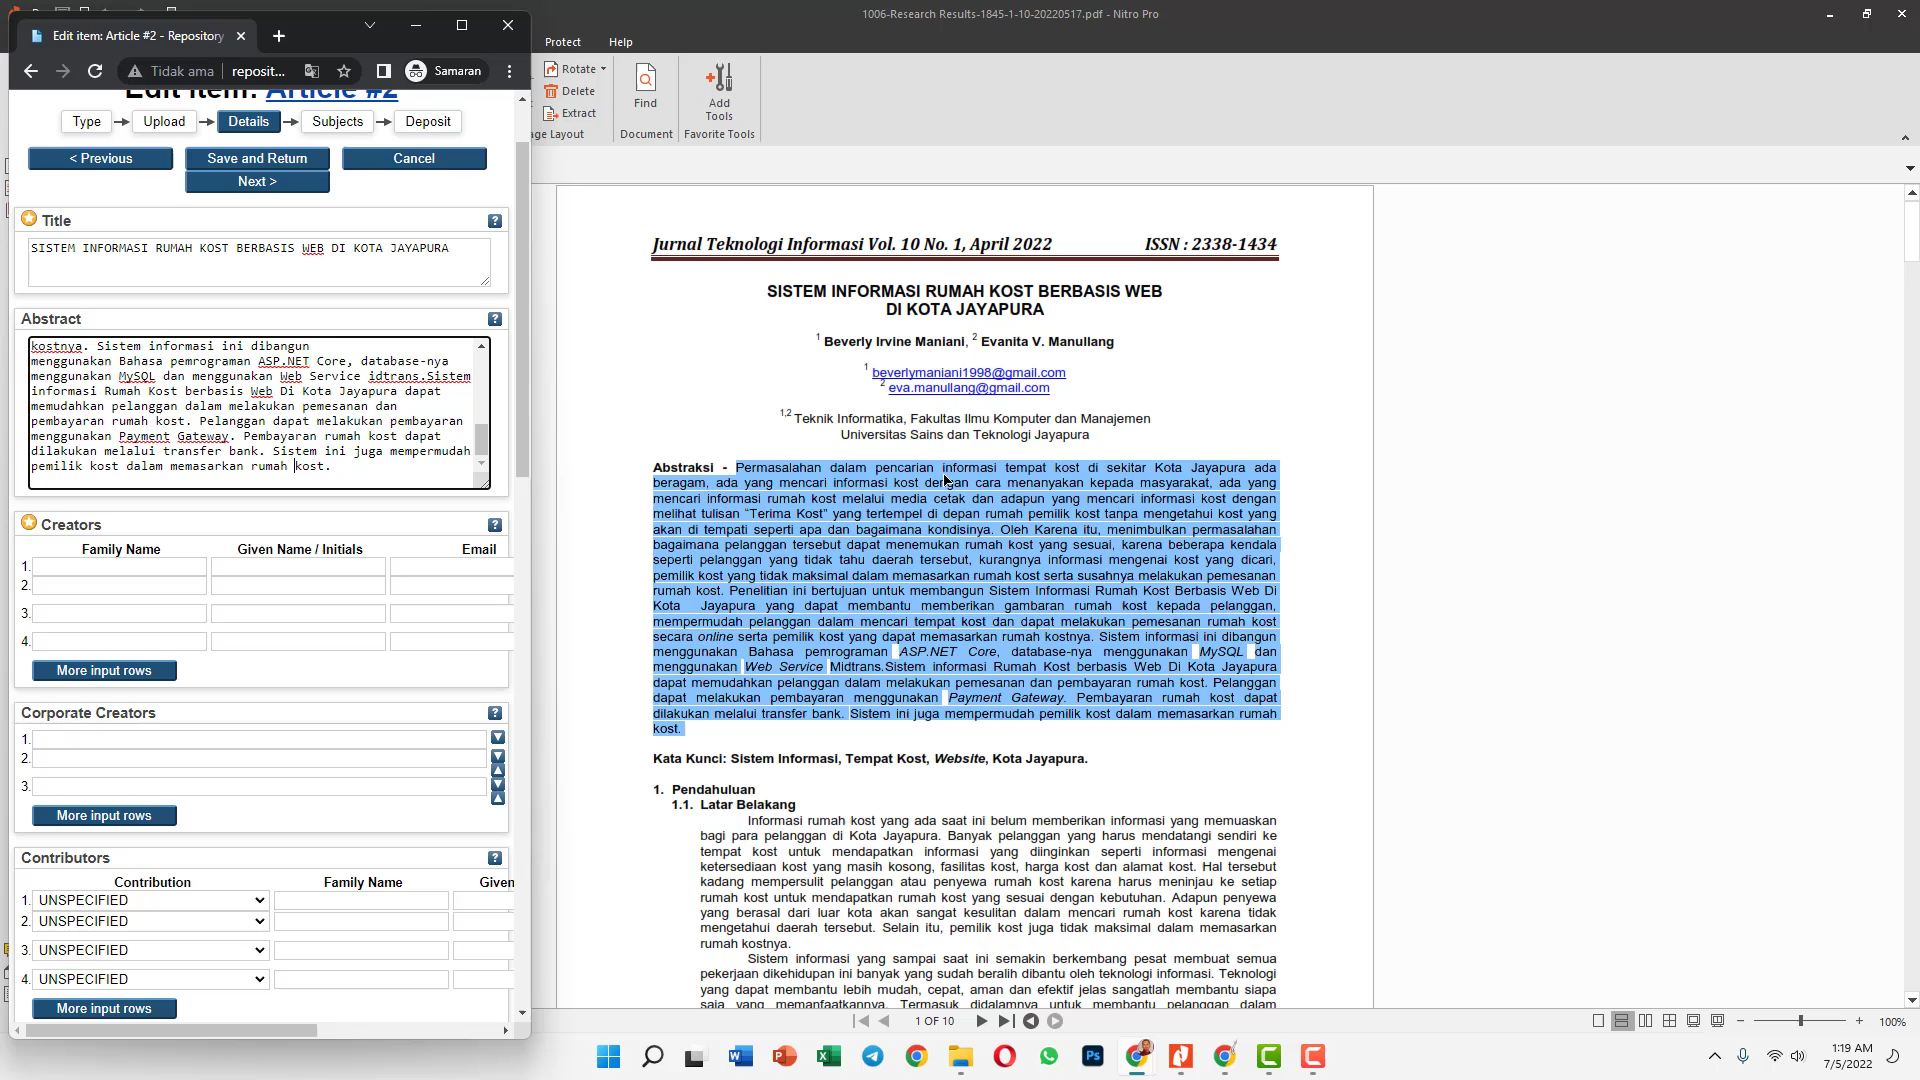 1006-Research Results-1845-1-10-20220517.pdf - Nitro Pro
Edit item: Article #2 - Repository
Tidak ama
reposit...
Samaran
Protect
Help
Rotate
Delete
Extract
Find
Document
Add
Tools
Favorite Tools
Edit item: Article #2
Type
Upload
Details
Subjects
Deposit
< Previous
Save and Return
Cancel
Next >
Title
SISTEM INFORMASI RUMAH KOST BERBASIS WEB DI KOTA JAYAPURA
Abstract
kostnya. Sistem informasi ini dibangun
menggunakan Bahasa pemrograman ASP.NET Core, database-nya
menggunakan MySQL dan menggunakan Web Service idtrans.Sistem
informasi Rumah Kost berbasis Web Di Kota Jayapura dapat
memudahkan pelanggan dalam melakukan pemesanan dan
pembayaran rumah kost. Pelanggan dapat melakukan pembayaran
menggunakan Payment Gateway. Pembayaran rumah kost dapat
dilakukan melalui transfer bank. Sistem ini juga mempermudah
pemilik kost dalam memasarkan rumah kost.
Creators
Family Name
Given Name / Initials
Email
1.
2.
3.
4.
More input rows
Corporate Creators
1.
2.
3.
More input rows
Contributors
Contribution
Family Name
Given
1. UNSPECIFIED
2. UNSPECIFIED
3. UNSPECIFIED
4. UNSPECIFIED
More input rows
Jurnal Teknologi Informasi Vol. 10 No. 1, April 2022 ISSN : 2338-1434
SISTEM INFORMASI RUMAH KOST BERBASIS WEB
DI KOTA JAYAPURA
1 Beverly Irvine Maniani, 2 Evanita V. Manullang
1 beverlymaniani1998@gmail.com
2 eva.manullang@gmail.com
1,2 Teknik Informatika, Fakultas Ilmu Komputer dan Manajemen
Universitas Sains dan Teknologi Jayapura
Abstraksi - Permasalahan dalam pencarian informasi tempat kost di sekitar Kota Jayapura ada
beragam, ada yang mencari informasi kost dengan cara menanyakan kepada masyarakat, ada yang
mencari informasi rumah kost melalui media cetak dan adapun yang mencari informasi kost dengan
melihat tulisan “Terima Kost” yang tertempel di depan rumah pemilik kost tanpa mengetahui kost yang
akan di tempati seperti apa dan bagaimana kondisinya. Oleh Karena itu, menimbulkan permasalahan
bagaimana pelanggan tersebut dapat menemukan rumah kost yang sesuai, karena beberapa kendala
seperti pelanggan yang tidak tahu daerah tersebut, kurangnya informasi mengenai kost yang dicari,
pemilik kost yang tidak maksimal dalam memasarkan rumah kost serta susahnya melakukan pemesanan
rumah kost. Penelitian ini bertujuan untuk membangun Sistem Informasi Rumah Kost Berbasis Web Di
Kota Jayapura yang dapat membantu memberikan gambaran rumah kost kepada pelanggan,
mempermudah pelanggan dalam mencari tempat kost dan dapat melakukan pemesanan rumah kost
secara online serta pemilik kost yang dapat memasarkan rumah kostnya. Sistem informasi ini dibangun
menggunakan Bahasa pemrograman ASP.NET Core, database-nya menggunakan MySQL dan
menggunakan Web Service Midtrans.Sistem informasi Rumah Kost berbasis Web Di Kota Jayapura
dapat memudahkan pelanggan dalam melakukan pemesanan dan pembayaran rumah kost. Pelanggan
dapat melakukan pembayaran menggunakan Payment Gateway. Pembayaran rumah kost dapat
dilakukan melalui transfer bank. Sistem ini juga mempermudah pemilik kost dalam memasarkan rumah
kost.
Kata Kunci: Sistem Informasi, Tempat Kost, Website, Kota Jayapura.
1. Pendahuluan
1.1. Latar Belakang
Informasi rumah kost yang ada saat ini belum memberikan informasi yang memuaskan
bagi para pelanggan di Kota Jayapura. Banyak pelanggan yang harus mendatangi sendiri ke
tempat kost untuk mendapatkan informasi yang diinginkan seperti informasi mengenai
ketersediaan kost yang masih kosong, fasilitas kost, harga kost dan alamat kost. Hal tersebut
kadang mempersulit pelanggan atau penyewa rumah kost karena harus meninjau ke setiap
rumah kost untuk mendapatkan rumah kost yang sesuai dengan kebutuhan. Adapun penyewa
yang berasal dari luar kota akan sangat kesulitan dalam mencari rumah kost karena tidak
mengetahui daerah tersebut. Selain itu, pemilik kost juga tidak maksimal dalam memasarkan
rumah kostnya.
Sistem informasi yang sampai saat ini semakin berkembang pesat membuat semua
pekerjaan dikehidupan ini banyak yang sudah beralih dibantu oleh teknologi informasi. Teknologi
yang dapat membantu lebih mudah, cepat, aman dan efektif jelas sangatlah membantu siapa
saja yang memanfaatkannya. Termasuk didalamnya untuk membantu pelanggan dalam
1 OF 10
100%
1:19 AM
7/5/2022